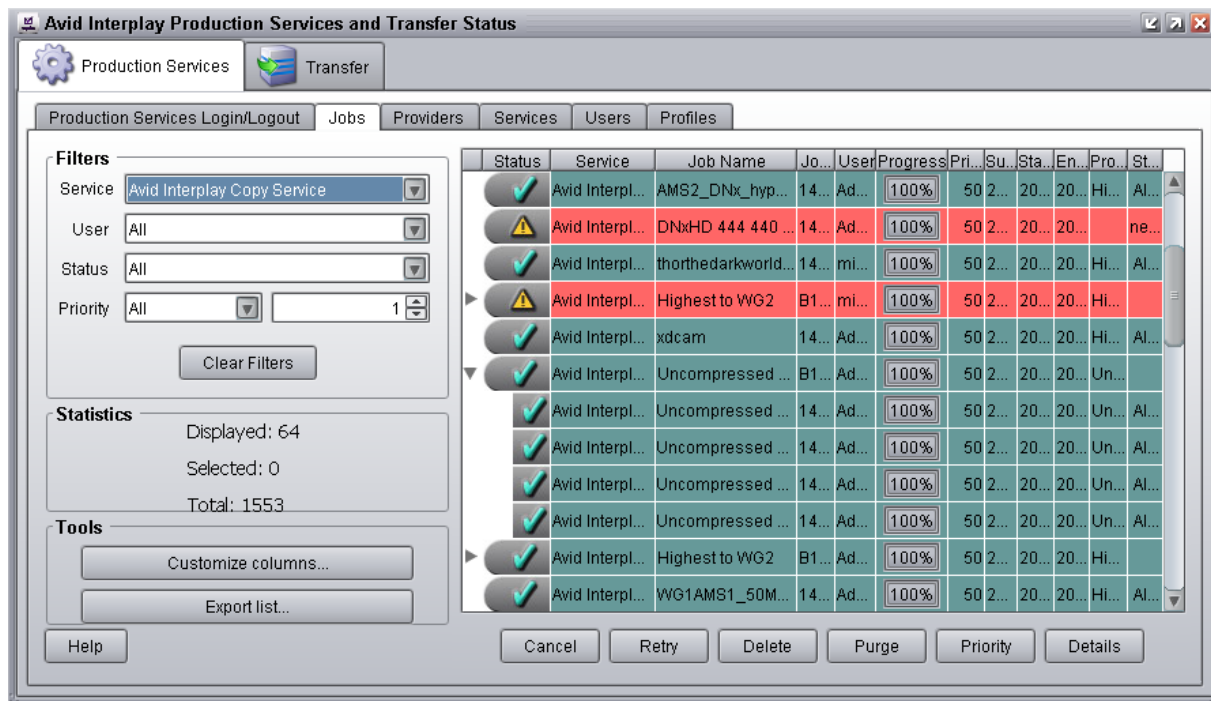 Avid Interplay Production Services and Transfer Status
Production Services Transfer
Production Services Login/Logout Jobs Providers Services Users Profiles
Filters
Service Avid Interplay Copy Service
User All
Status All
Priority All 1
Clear Filters
Statistics
Displayed: 64
Selected: 0
Total: 1553
Tools
Customize columns...
Export list...
Status Service Job Name Jo... User Progress Pri... Su... Sta... En... Pro... St...
Avid Interpl... AMS2_DNx_hyp... 14... Ad... 100% 50 2... 20... 20... Hi... Al...
Avid Interpl... DNxHD 444 440 ... 14... Ad... 100% 50 2... 20... 20... ne...
Avid Interpl... thorthedarkworld... 14... mi... 100% 50 2... 20... 20... Hi... Al...
Avid Interpl... Highest to WG2 B1... mi... 100% 50 2... 20... 20... Hi...
Avid Interpl... xdcam 14... Ad... 100% 50 2... 20... 20... Hi... Al...
Avid Interpl... Uncompressed ... B1... Ad... 100% 50 2... 20... 20... Un...
Avid Interpl... Uncompressed ... 14... Ad... 100% 50 2... 20... 20... Un... Al...
Avid Interpl... Uncompressed ... 14... Ad... 100% 50 2... 20... 20... Un... Al...
Avid Interpl... Uncompressed ... 14... Ad... 100% 50 2... 20... 20... Un... Al...
Avid Interpl... Uncompressed ... 14... Ad... 100% 50 2... 20... 20... Un... Al...
Avid Interpl... Highest to WG2 B1... Ad... 100% 50 2... 20... 20... Hi...
Avid Interpl... WG1AMS1_50M... 14... Ad... 100% 50 2... 20... 20... Hi... Al...
Help Cancel Retry Delete Purge Priority Details